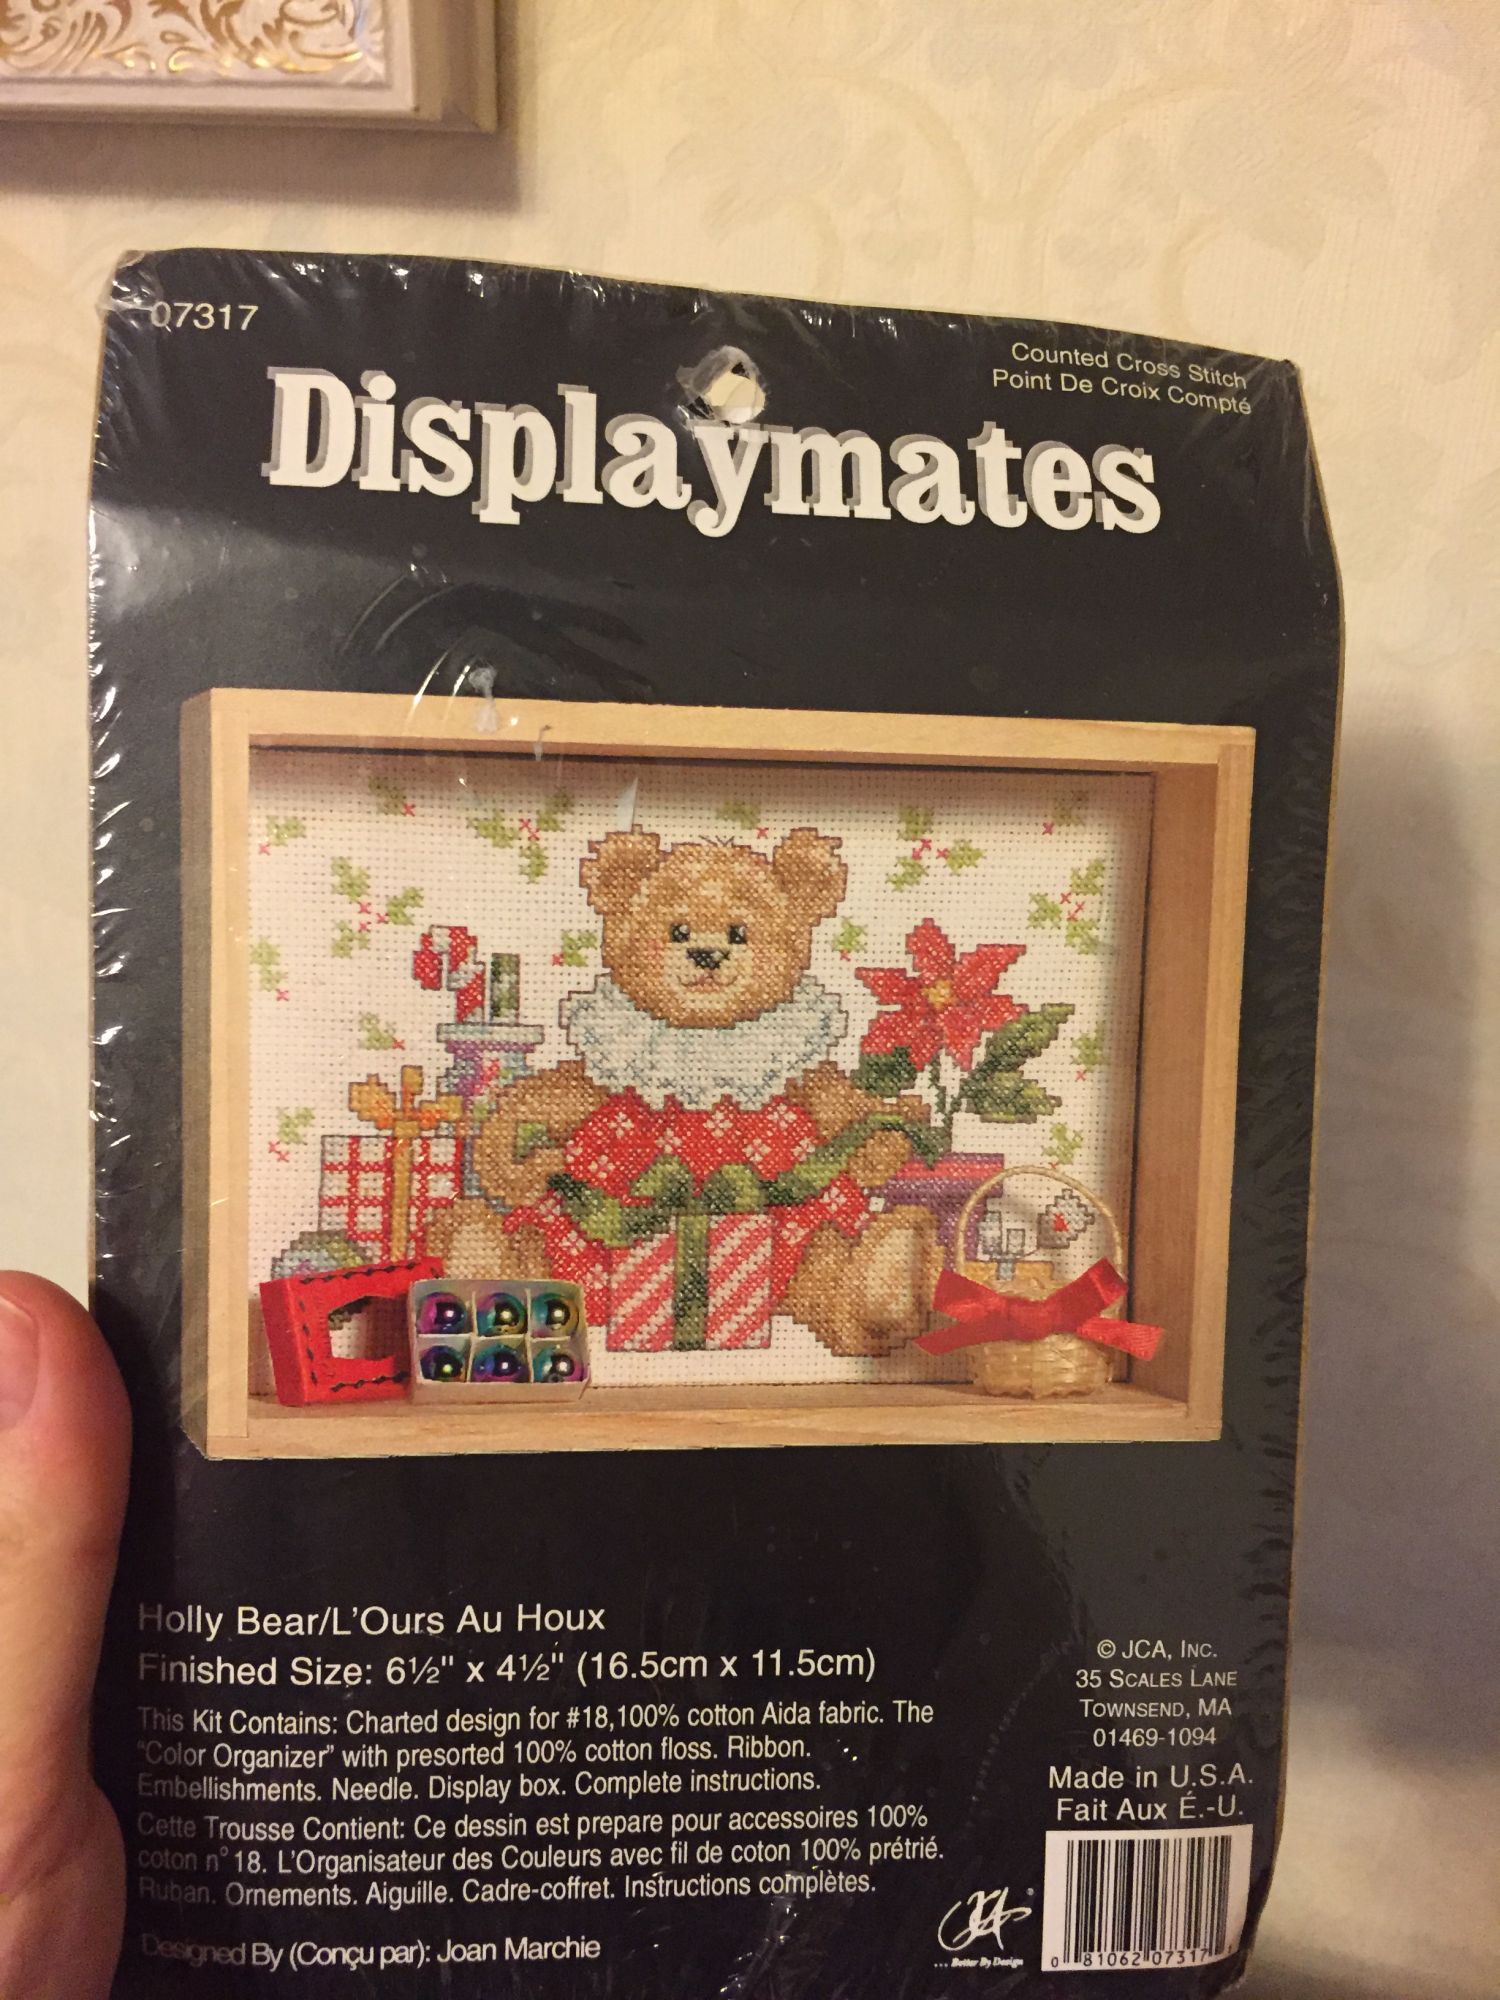 07317
Counted Cross Stitch
Point De Croix Compté
Displaymates
Holly Bear/L'Ours Au Houx
Finished Size: 6½" x 4½" (16.5cm x 11.5cm)
This Kit Contains: Charted design for #18,100% cotton Aida fabric. The
"Color Organizer" with presorted 100% cotton floss. Ribbon.
Embellishments. Needle. Display box. Complete instructions.
Cette Trousse Contient: Ce dessin est prepare pour accessoires 100%
coton n° 18. L'Organisateur des Couleurs avec fil de coton 100% prétrié.
Ruban. Ornements. Aiguille. Cadre-coffret. Instructions complètes.
Designed By (Conçu par): Joan Marchie
© JCA, INC.
35 SCALES LANE
TOWNSEND, MA
01469-1094
Made in U.S.A.
Fait Aux É.-U.
JCA®
... Better By Design
0 81062 07317 1